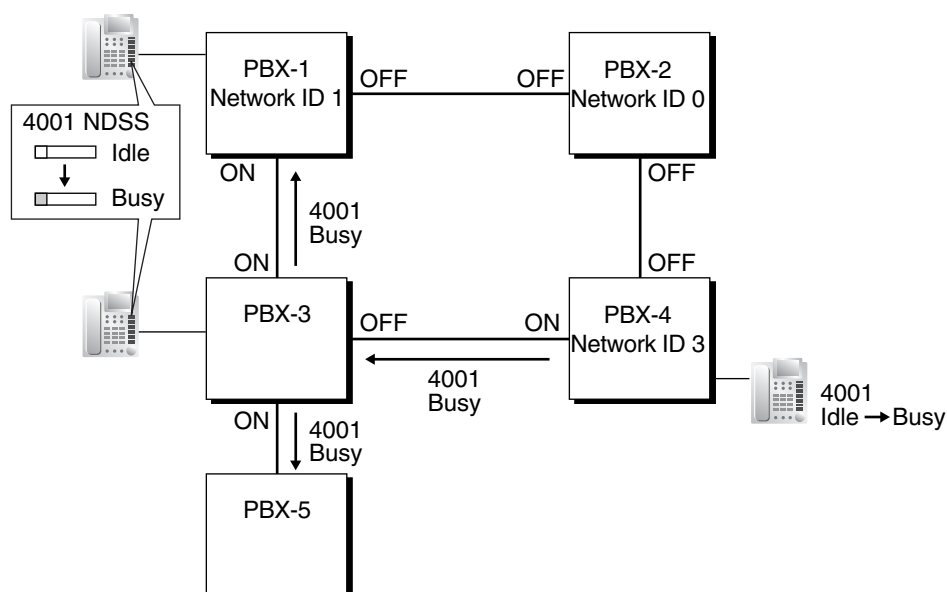 PBX-1
Network ID 1
OFF
OFF
PBX-2
Network ID 0
4001 NDSS
Idle
Busy
ON
4001
Busy
ON
OFF
OFF
PBX-3
OFF
ON
PBX-4
Network ID 3
4001
Busy
4001
Idle → Busy
ON
4001
Busy
PBX-5